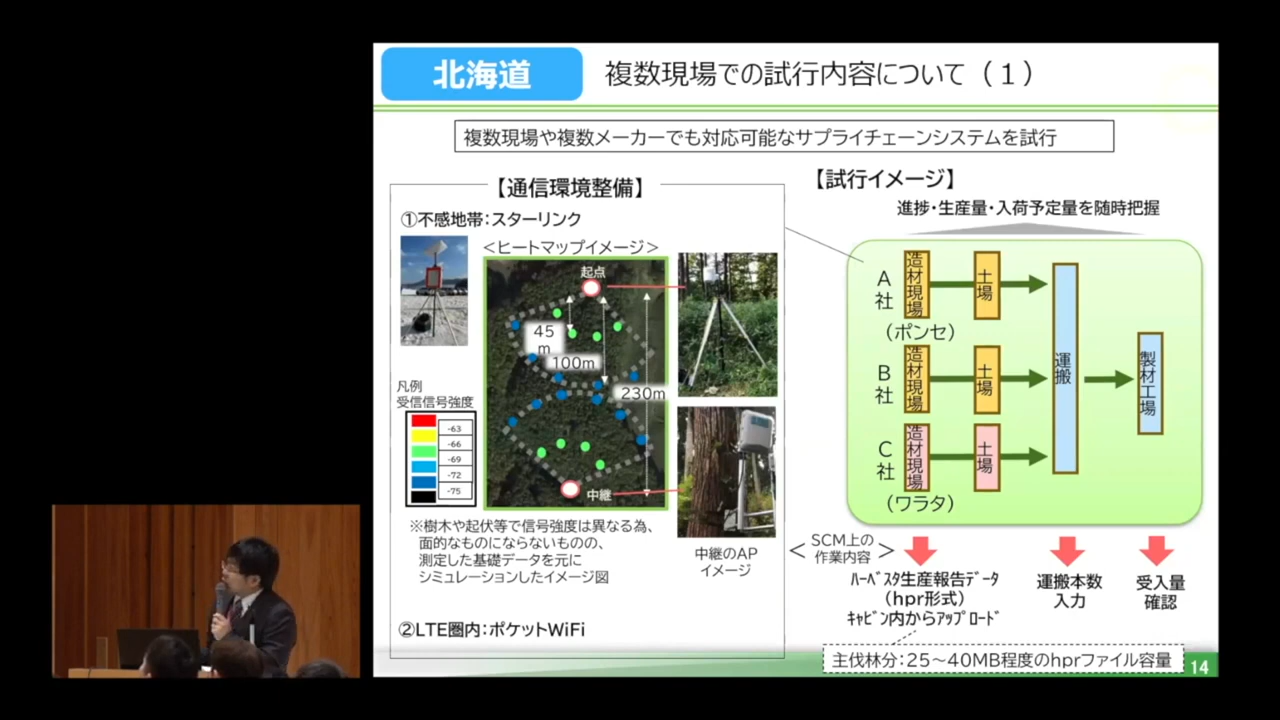 北海道
複数現場での試行内容について（１）
複数現場や複数メーカーでも対応可能なサプライチェーンシステムを試行
【通信環境整備】
①不感地帯：スターリンク
＜ヒートマップイメージ＞
起点
45
m
100m
230m
中継
凡例
受信信号強度
-63
-66
-69
-72
-75
中継のAP
イメージ
※樹木や起伏等で信号強度は異なる為、
面的なものにならないものの、
測定した基礎データを元に
シミュレーションしたイメージ図
②LTE圏内：ポケットWiFi
【試行イメージ】
進捗・生産量・入荷予定量を随時把握
A社
造材現場
土場
（ポンセ）
B社
造材現場
土場
C社
造材現場
土場
（ワラタ）
運搬
製材工場
＜SCM上の
作業内容＞
ﾊｰﾍﾞｽﾀ生産報告データ
（hpr形式）
ｷｬﾋﾞﾝ内からｱｯﾌﾟﾛｰﾄﾞ
運搬本数
入力
受入量
確認
主伐林分：25～40MB程度のhprファイル容量
14